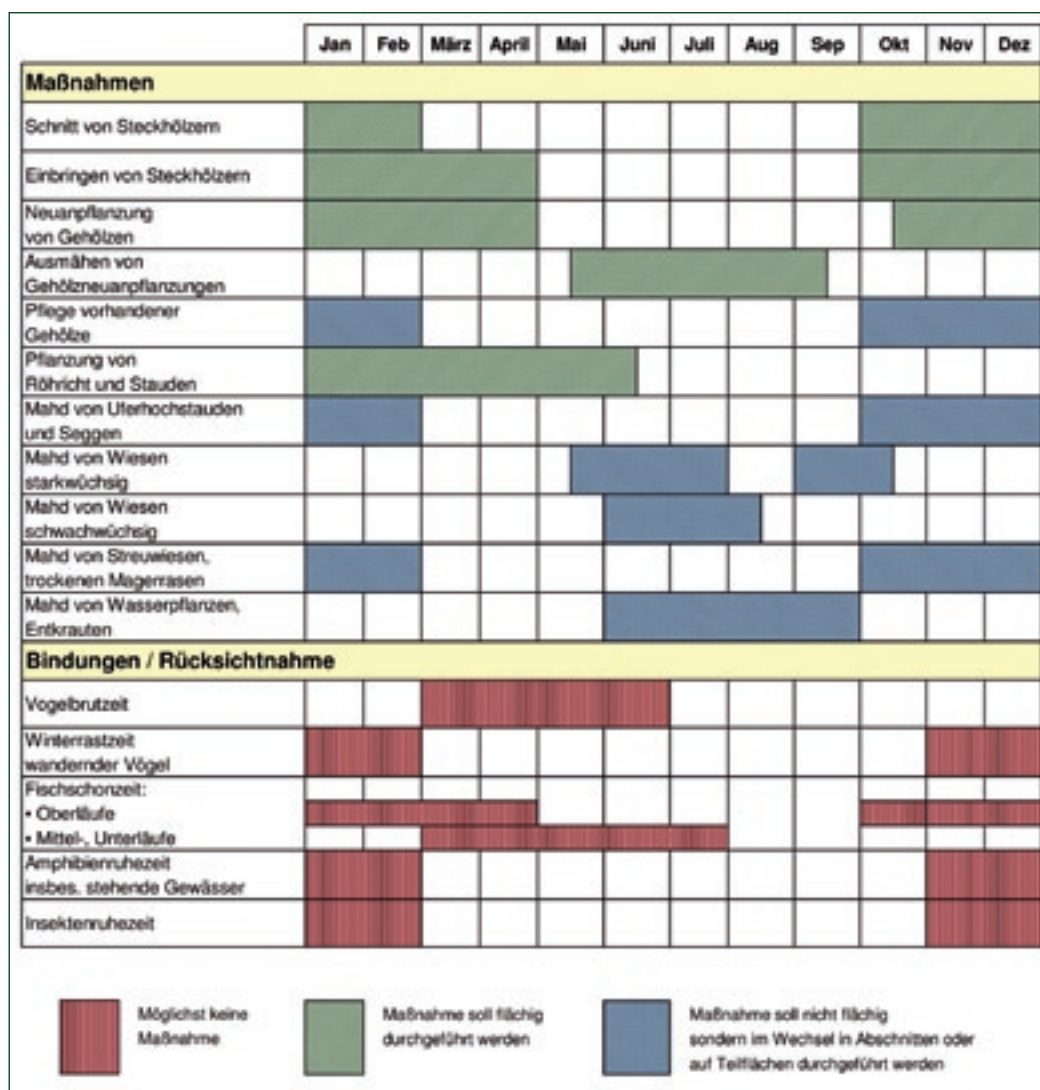 Jan Feb März April Mai Juni Juli Aug Sep Okt Nov Dez
Maßnahmen
Schnitt von Steckhölzern
Einbringen von Steckhölzern
Neuanpflanzung
von Gehölzen
Ausmähen von
Gehölzneuanpflanzungen
Pflege vorhandener
Gehölze
Pflanzung von
Röhricht und Stauden
Mahd von Uferhochstauden
und Seggen
Mahd von Wiesen
starkwüchsig
Mahd von Wiesen
schwachwüchsig
Mahd von Streuwiesen,
trockenen Magerrasen
Mahd von Wasserpflanzen,
Entkrauten
Bindungen / Rücksichtnahme
Vogelbrutzeit
Winterrastzeit
wandernder Vögel
Fischschonzeit:
• Oberläufe
• Mittel-, Unterläufe
Amphibienruhezeit
insbes. stehende Gewässer
Insektenruhezeit
Möglichst keine
Maßnahme
Maßnahme soll flächig
durchgeführt werden
Maßnahme soll nicht flächig
sondern im Wechsel in Abschnitten oder
auf Teilflächen durchgeführt werden